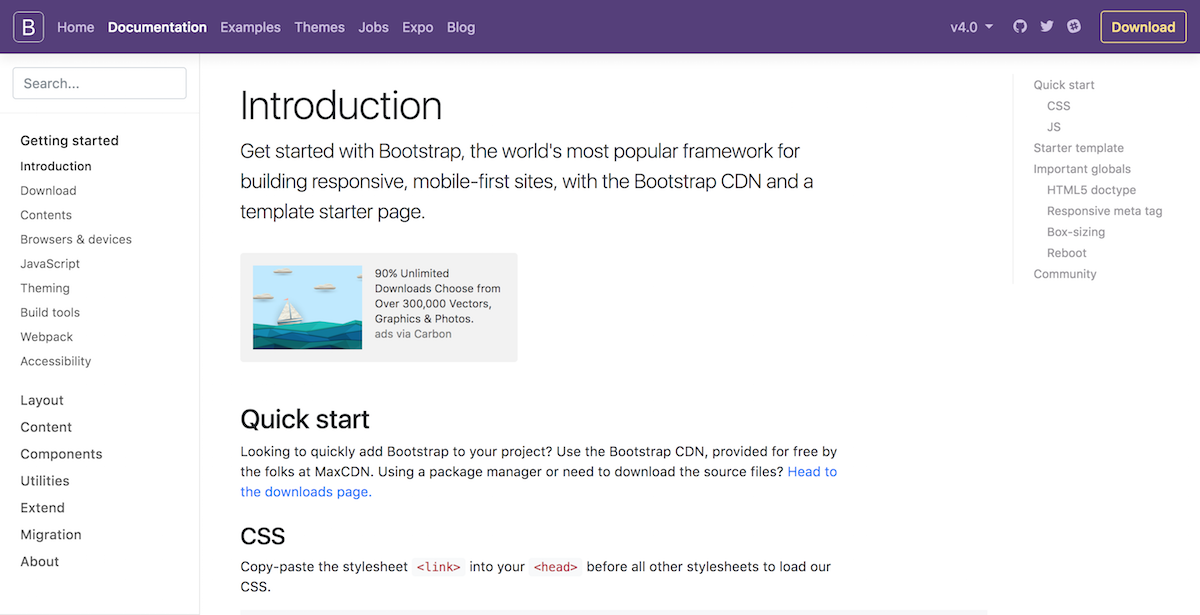 B Home Documentation Examples Themes Jobs Expo Blog v4.0 Download
Search...
Getting started
Introduction
Download
Contents
Browsers & devices
JavaScript
Theming
Build tools
Webpack
Accessibility
Layout
Content
Components
Utilities
Extend
Migration
About
Introduction
Get started with Bootstrap, the world's most popular framework for
building responsive, mobile-first sites, with the Bootstrap CDN and a
template starter page.
90% Unlimited
Downloads Choose from
Over 300,000 Vectors,
Graphics & Photos.
ads via Carbon
Quick start
Looking to quickly add Bootstrap to your project? Use the Bootstrap CDN, provided for free by
the folks at MaxCDN. Using a package manager or need to download the source files? Head to
the downloads page.
CSS
Copy-paste the stylesheet <link> into your <head> before all other stylesheets to load our
CSS.
Quick start
CSS
JS
Starter template
Important globals
HTML5 doctype
Responsive meta tag
Box-sizing
Reboot
Community